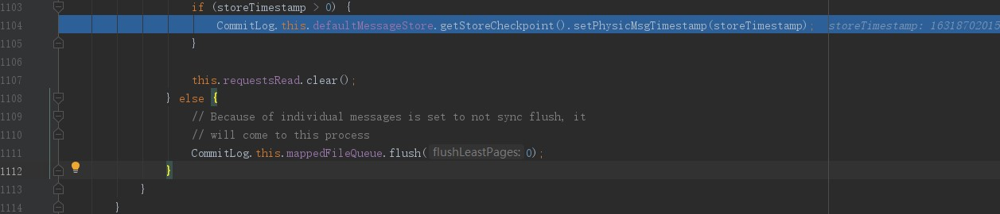 1103 if (storeTimestamp > 0) {
1104 CommitLog.this.defaultMessageStore.getStoreCheckpoint().setPhysicMsgTimestamp(storeTimestamp); storeTimestamp: 16318702015
1105 }
1106
1107 this.requestsRead.clear();
1108 } else {
1109 // Because of individual messages is set to not sync flush, it
1110 // will come to this process
1111 CommitLog.this.mappedFileQueue.flush( flushLeastPages: 0);
1112 }
1113 }
1114 }